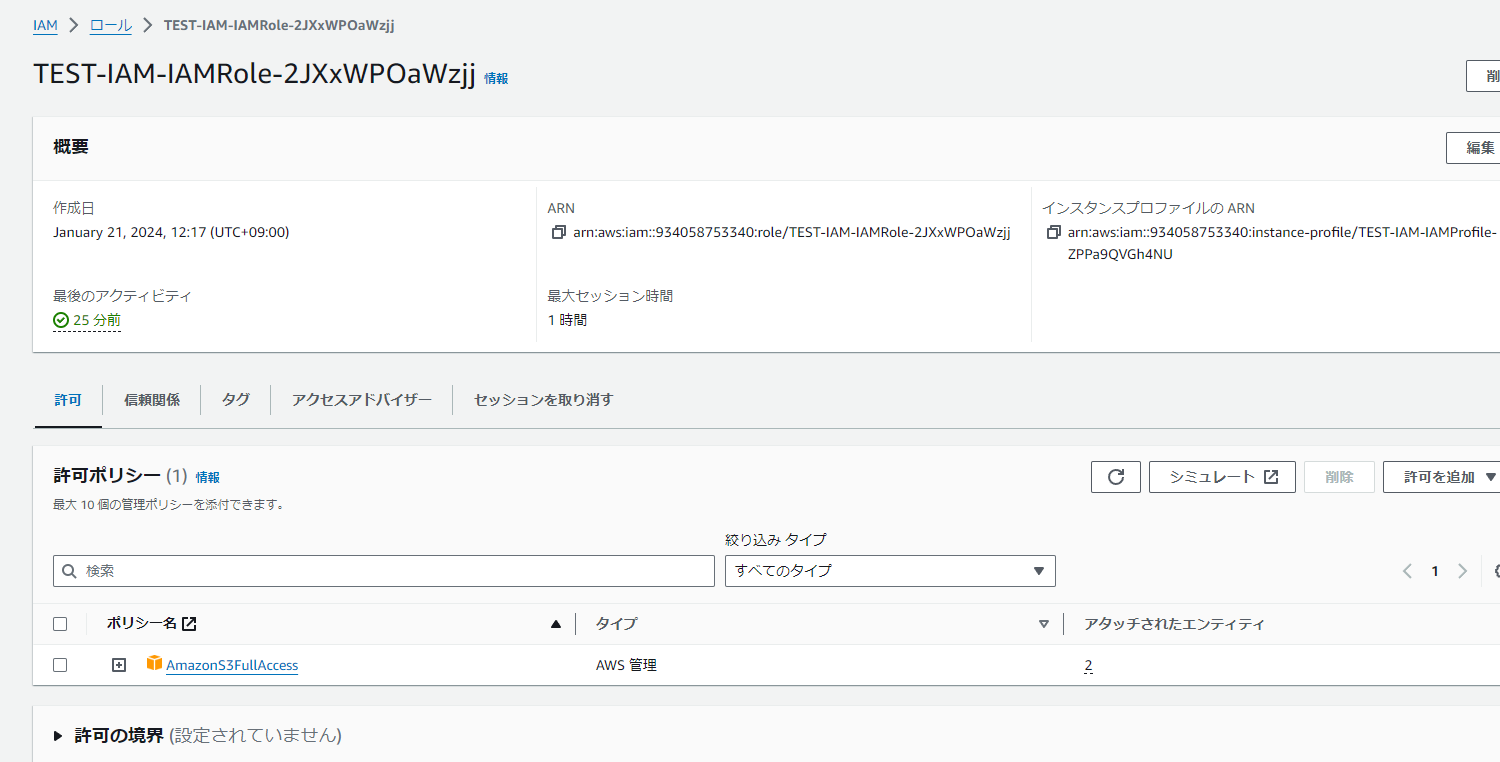 IAM > ロール > TEST-IAM-IAMRole-2JXxWPOaWzjj
TEST-IAM-IAMRole-2JXxWPOaWzjj 情報
削
概要
編集
作成日
January 21, 2024, 12:17 (UTC+09:00)
ARN
arn:aws:iam::934058753340:role/TEST-IAM-IAMRole-2JXxWPOaWzjj
インスタンスプロファイルの ARN
arn:aws:iam::934058753340:instance-profile/TEST-IAM-IAMProfile-
ZPPa9QVGh4NU
最後のアクティビティ
25 分前
最大セッション時間
1 時間
許可 信頼関係 タグ アクセスアドバイザー セッションを取り消す
許可ポリシー (1) 情報
最大 10 個の管理ポリシーを添付できます。
シミュレート 削除 許可を追加
絞り込み タイプ
検索 すべてのタイプ 1
ポリシー名 タイプ アタッチされたエンティティ
AmazonS3FullAccess AWS 管理 2
許可の境界 (設定されていません)